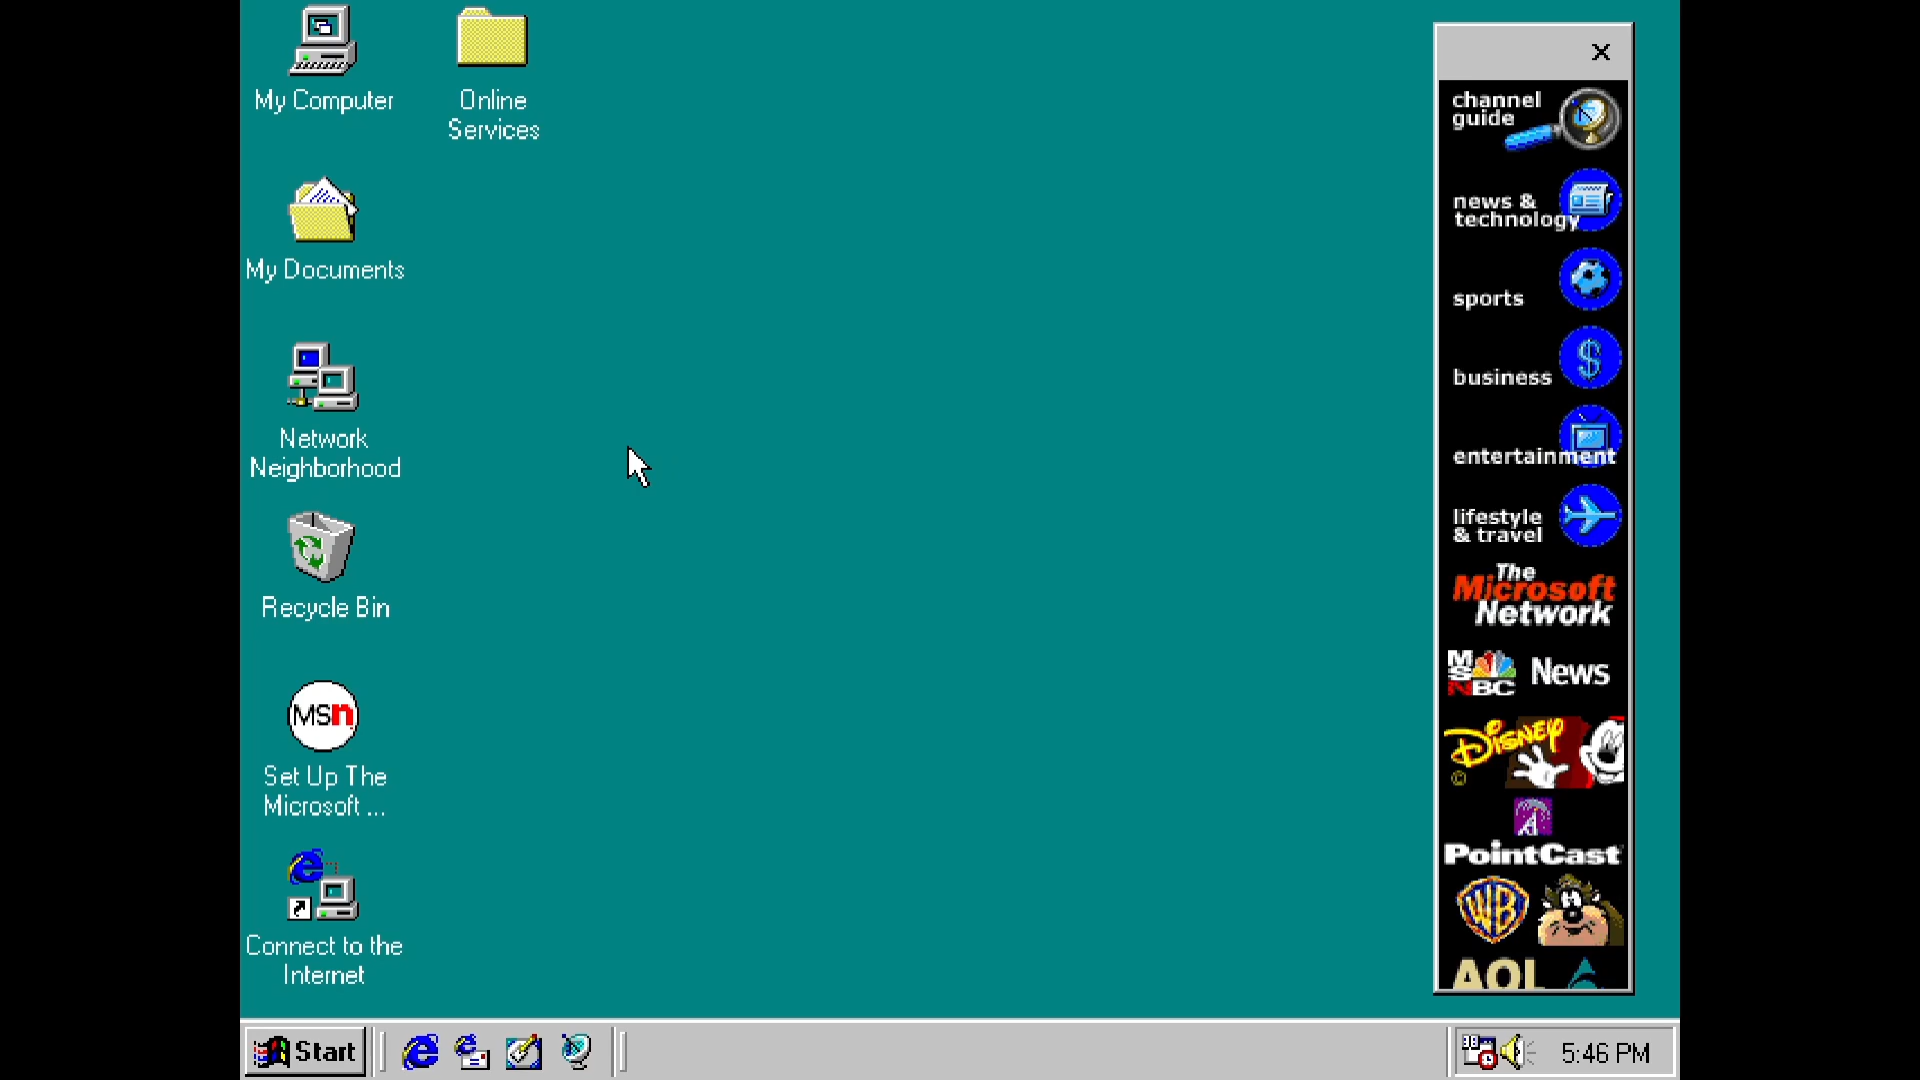 My Computer
Online
Services
My Documents
Network
Neighborhood
Recycle Bin
MSn
Set Up The
Microsoft ...
Connect to the
Internet
channel
guide
news &
technology
sports
business
entertainment
lifestyle
& travel
The
Microsoft
Network
MSNBC News
DISNEY
©
PointCast
WB
AOL
Start
5:46 PM